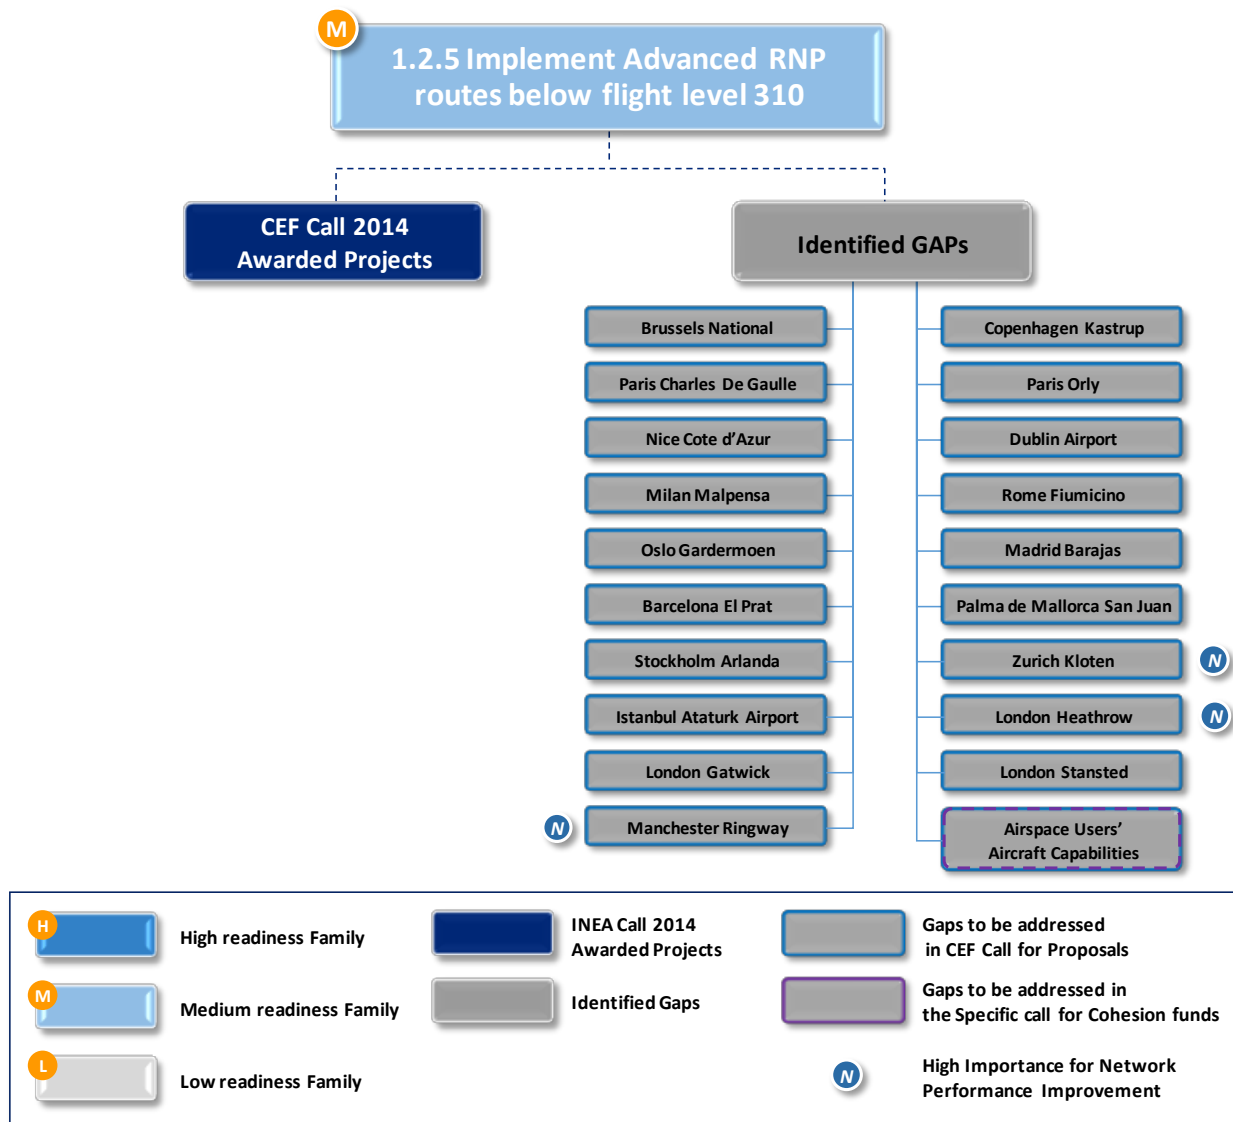 M
1.2.5 Implement Advanced RNP
routes below flight level 310
CEF Call 2014
Awarded Projects
Identified GAPs
Brussels National
Paris Charles De Gaulle
Nice Cote d’Azur
Milan Malpensa
Oslo Gardermoen
Barcelona El Prat
Stockholm Arlanda
Istanbul Ataturk Airport
London Gatwick
N
Manchester Ringway
Copenhagen Kastrup
Paris Orly
Dublin Airport
Rome Fiumicino
Madrid Barajas
Palma de Mallorca San Juan
Zurich Kloten
N
London Heathrow
N
London Stansted
Airspace Users’
Aircraft Capabilities
H
High readiness Family
M
Medium readiness Family
L
Low readiness Family
INEA Call 2014
Awarded Projects
Identified Gaps
Gaps to be addressed
in CEF Call for Proposals
Gaps to be addressed in
the Specific call for Cohesion funds
N
High Importance for Network
Performance Improvement